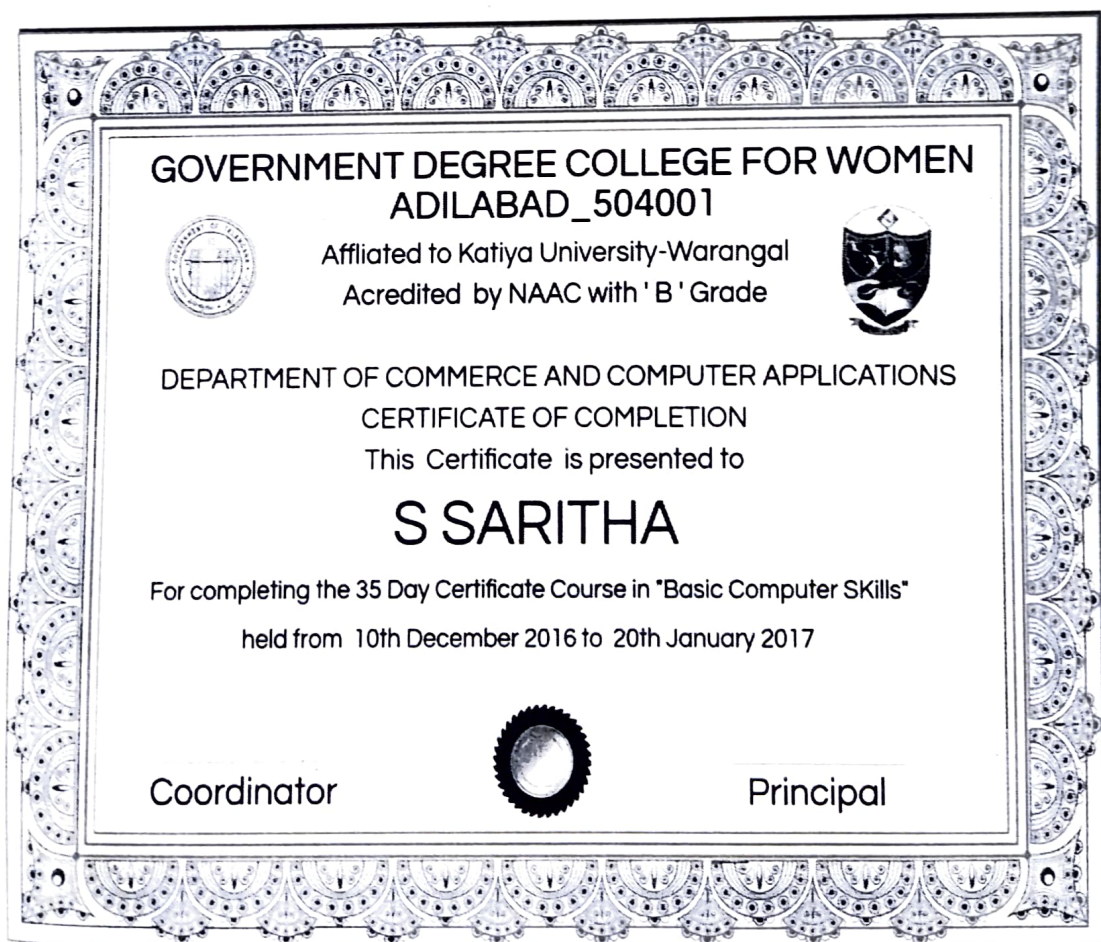 GOVERNMENT DEGREE COLLEGE FOR WOMEN
ADILABAD_504001
Affliated to Katiya University-Warangal
Acredited by NAAC with ' B ' Grade
DEPARTMENT OF COMMERCE AND COMPUTER APPLICATIONS
CERTIFICATE OF COMPLETION
This Certificate is presented to
S SARITHA
For completing the 35 Day Certificate Course in "Basic Computer SKills"
held from 10th December 2016 to 20th January 2017
Coordinator
Principal